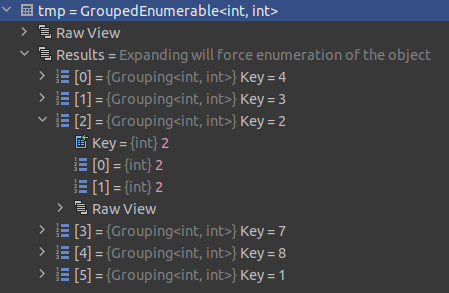 tmp = GroupedEnumerable<int, int>
Raw View
Results = Expanding will force enumeration of the object
[0] = {Grouping<int, int>} Key = 4
[1] = {Grouping<int, int>} Key = 3
[2] = {Grouping<int, int>} Key = 2
Key = {int} 2
[0] = {int} 2
[1] = {int} 2
Raw View
[3] = {Grouping<int, int>} Key = 7
[4] = {Grouping<int, int>} Key = 8
[5] = {Grouping<int, int>} Key = 1